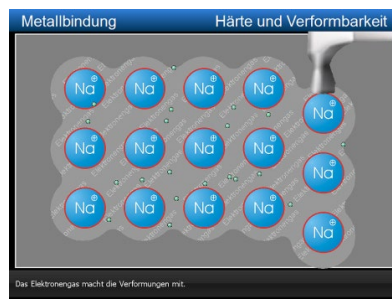 Metallbindung Härte und Verformbarkeit
Na⊕ Na⊕ Na⊕ Na⊕
Na⊕
Na⊕ Na⊕ Na⊕ Na⊕
Na⊕
Na⊕ Na⊕ Na⊕ Na⊕
Na⊕
Elektronengas
Das Elektronengas macht die Verformungen mit.